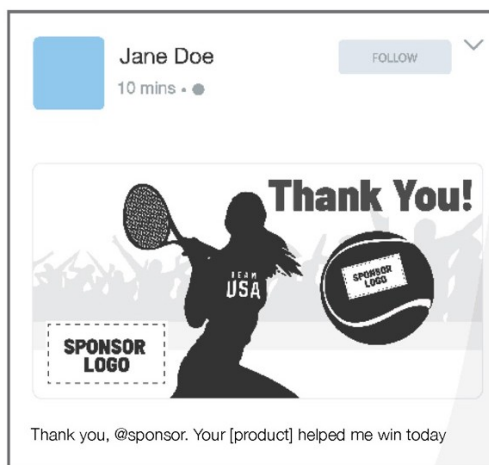 Jane Doe
FOLLOW
10 mins •
Thank You!
SPONSOR
LOGO
TEAM
USA
SPONSOR
LOGO
Thank you, @sponsor. Your [product] helped me win today